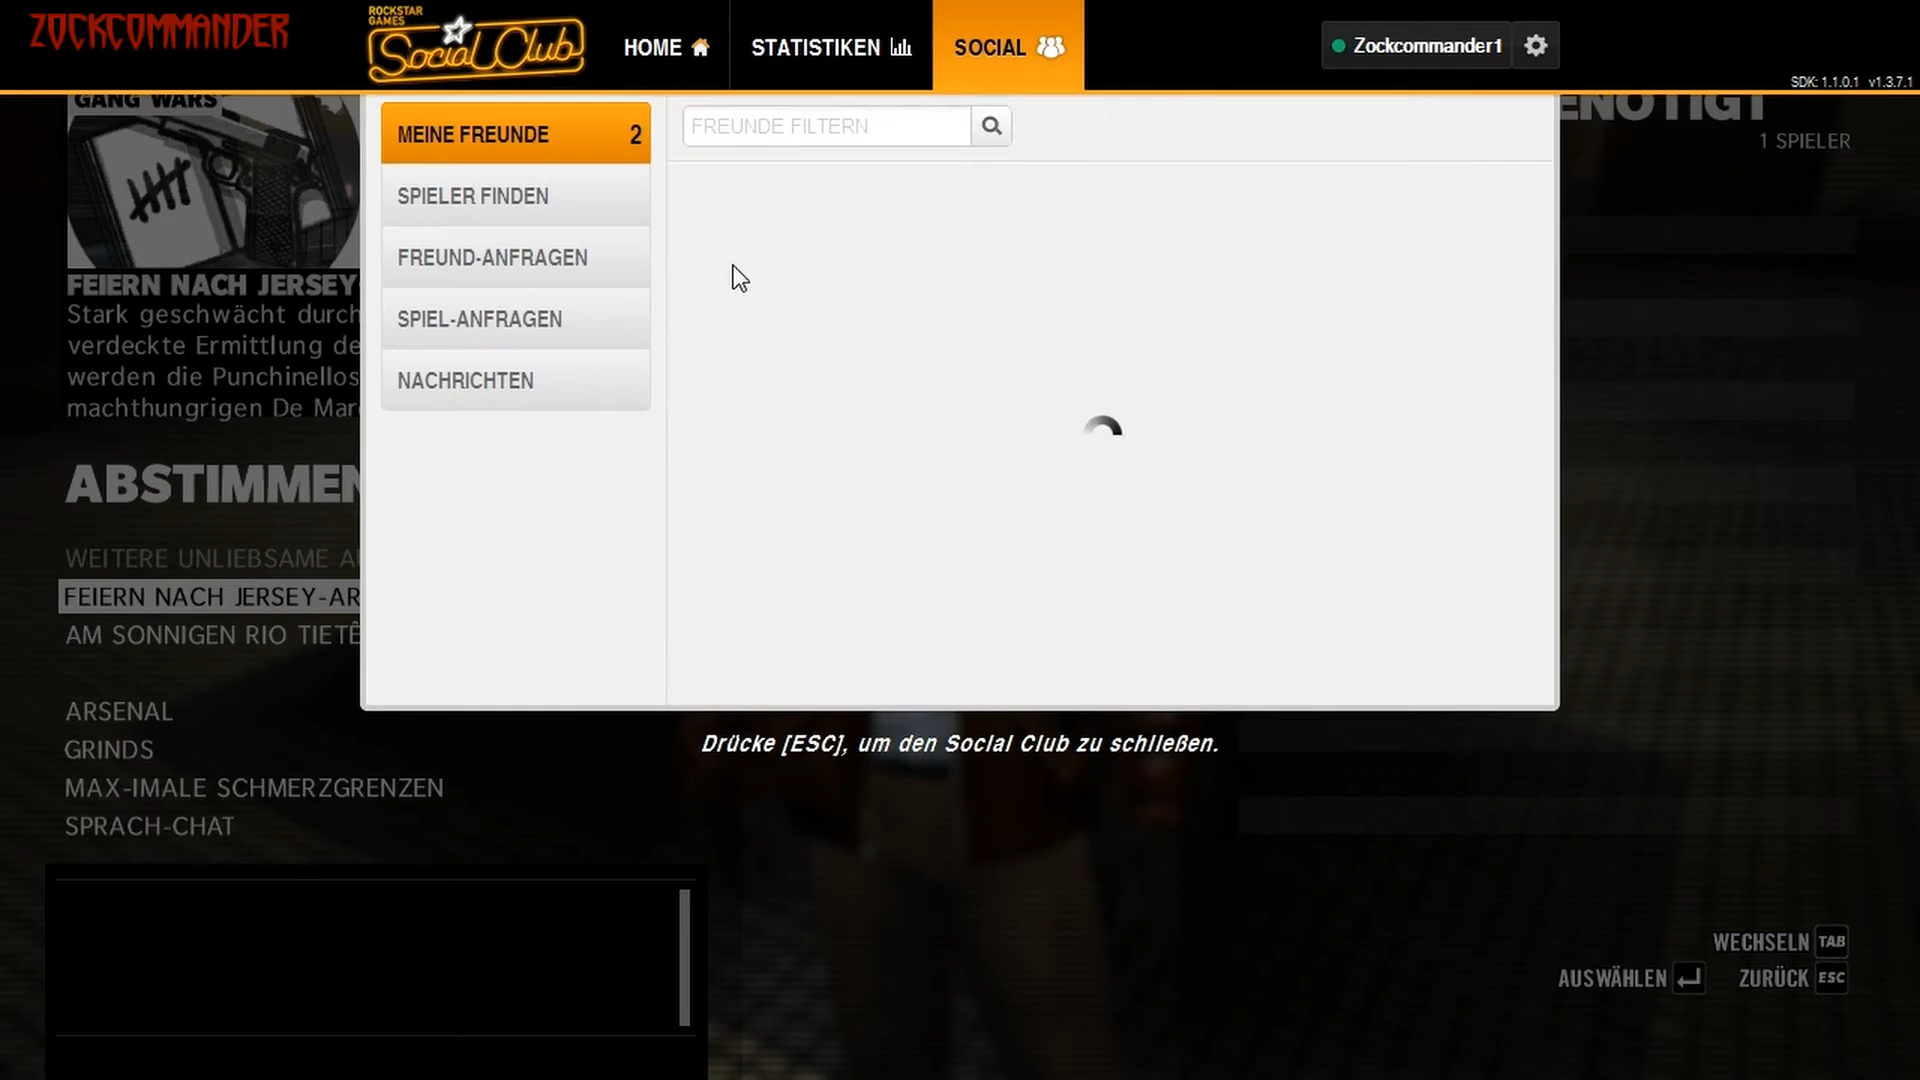 ZOCKCOMMANDER
ROCKSTAR
GAMES
Social Club
HOME
STATISTIKEN
SOCIAL
Zockcommander1
SDK: 1.1.0.1 v1.3.7.1
GANG WARS
MEINE FREUNDE 2
FREUNDE FILTERN
1 SPIELER
SPIELER FINDEN
FREUND-ANFRAGEN
SPIEL-ANFRAGEN
NACHRICHTEN
FEIERN NACH JERSEY-
Stark geschwächt durch
verdeckte Ermittlung de
werden die Punchinellos
machthungrigen De Mar
ABSTIMMEN
WEITERE UNLIEBSAME AU
FEIERN NACH JERSEY-AR
AM SONNIGEN RIO TIETÊ
ARSENAL
GRINDS
MAX-IMALE SCHMERZGRENZEN
SPRACH-CHAT
Drücke [ESC], um den Social Club zu schließen.
WECHSELN TAB
AUSWÄHLEN ZURÜCK ESC